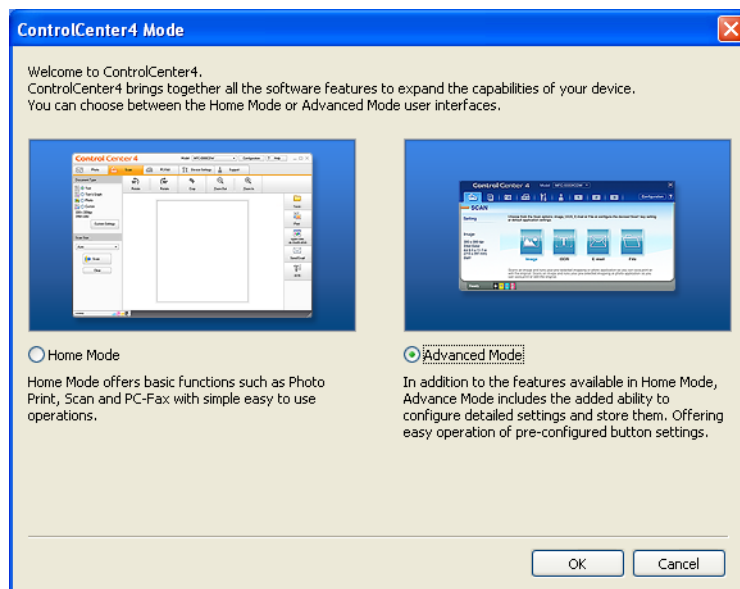 ControlCenter4 Mode
Welcome to ControlCenter4.
ControlCenter4 brings together all the software features to expand the capabilities of your device.
You can choose between the Home Mode or Advanced Mode user interfaces.
Control Center 4
Control Center 4
SCAN
Image
OCR
E-mail
File
Home Mode
Home Mode offers basic functions such as Photo
Print, Scan and PC-Fax with simple easy to use
operations.
Advanced Mode
In addition to the features available in Home Mode,
Advance Mode includes the added ability to
configure detailed settings and store them. Offering
easy operation of pre-configured button settings.
OK
Cancel